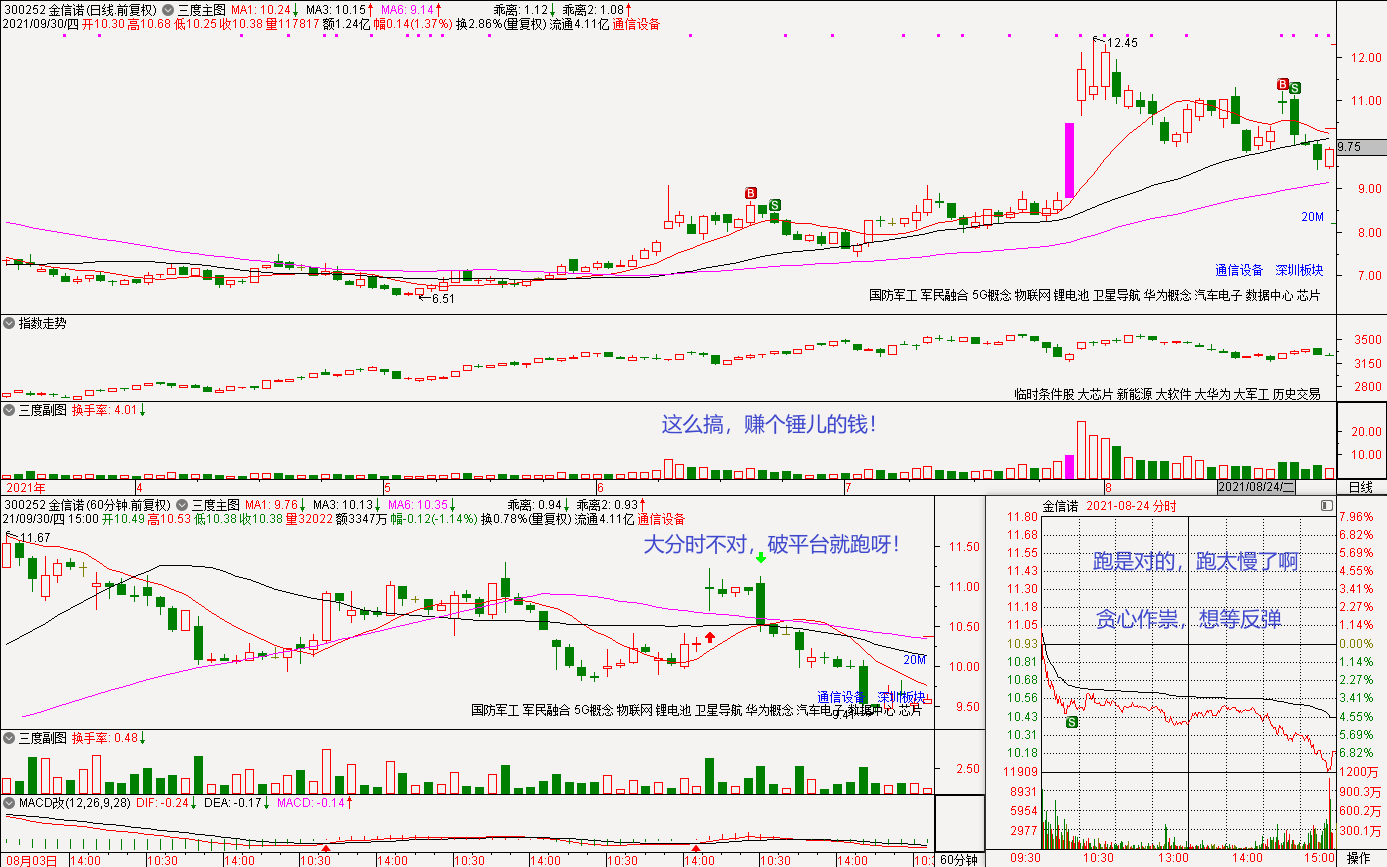 300252 金信诺(日线.前复权) 三度主图 MA1: 10.24↓ MA3: 10.15↑ MA6: 9.14↑ 乖离: 1.12↓ 乖离2: 1.08↑
2021/09/30/四 开10.30 高10.68 低10.25 收10.38 量117817 额1.24亿 幅0.14(1.37%) 换2.86%(量复权) 流通4.11亿 通信设备
12.45
12.00
11.00
B S
9.75
B S
9.00
20M
8.00
通信设备 深圳板块
7.00
6.51
国防军工 军民融合 5G概念 物联网 锂电池 卫星导航 华为概念 汽车电子 数据中心 芯片
指数走势
3500
3150
2800
临时条件股 大芯片 新能源 大软件 大华为 大军工 历史交易
三度副图 换手率: 4.01↓
这么搞，赚个锤儿的钱！
20.00
10.00
2021年 4 5 6 7 8 2021/08/24/二 日线
300252 金信诺(60分钟.前复权) 三度主图 MA1: 9.76↓ MA3: 10.13↓ MA6: 10.35↓ 乖离: 0.94↓ 乖离2: 0.93↑
21/09/30/四 15:00 开10.49 高10.53 低10.38 收10.38 量32022 额3347万 幅-0.12(-1.14%) 换0.78%(量复权) 流通4.11亿 通信设备
11.67
大分时不对，破平台就跑呀！
11.50
11.00
10.50
20M
10.00
通信设备 深圳板块
9.50
9.41
国防军工 军民融合 5G概念 物联网 锂电池 卫星导航 华为概念 汽车电子 数据中心 芯片
三度副图 换手率: 0.48↓
2.50
MACD改(12,26,9,28) DIF: -0.24↓ DEA: -0.17↓ MACD: -0.14↑
08月03日 14:00 10:30 14:00 10:30 14:00 10:30 14:00 10:30 14:00 10:30 14:00 10:3 60分钟
金信诺 2021-08-24 分时
11.80 7.96%
11.68 6.82%
11.55 5.69%
11.43 4.55%
11.30 3.41%
11.18 2.27%
11.05 1.14%
10.93 0.00%
10.81 1.14%
10.68 2.27%
10.56 3.41%
10.43 4.55%
10.31 5.69%
10.18 6.82%
跑是对的，跑太慢了啊
贪心作祟，想等反弹
S
11909 1200万
8931 900.3万
5954 600.2万
2977 300.1万
09:30 10:30 13:00 14:00 15:00 操作